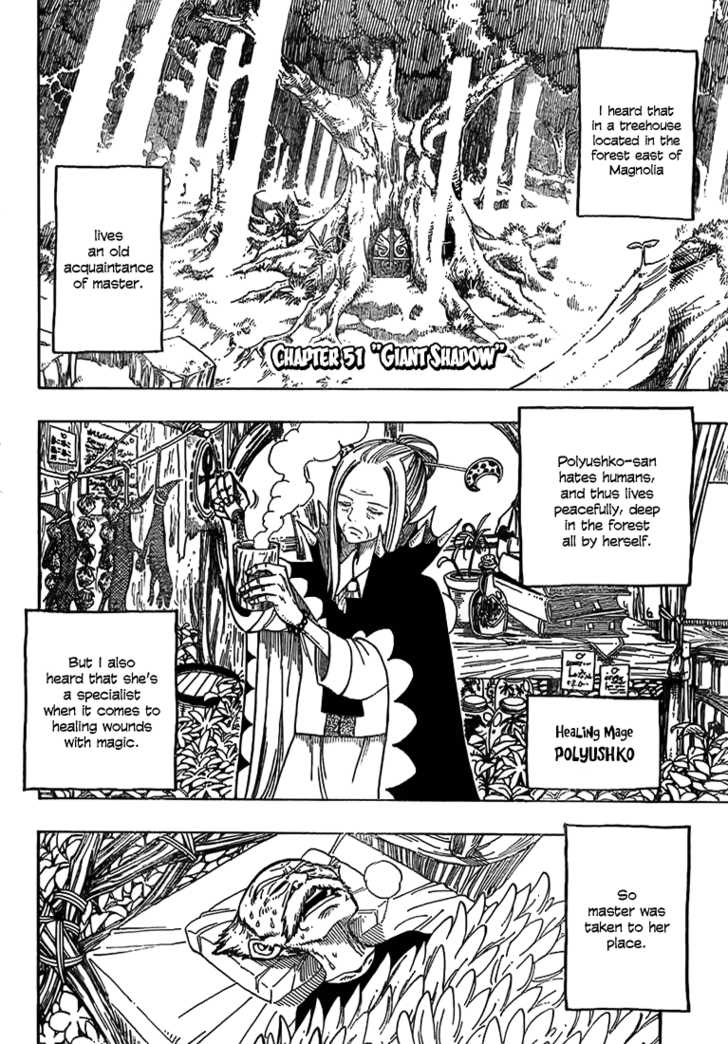 I heard that
in a treehouse
located in the
forest east of
Magnolia
lives
an old
acquaintance
of master.
Chapter 51 "Giant Shadow"
Polyushko-san
hates humans,
and thus lives
peacefully, deep
in the forest
all by herself.
But I also
heard that she's
a specialist
when it comes to
healing wounds
with magic.
Healing Mage
POLYUSHKO
So
master was
taken to her
place.